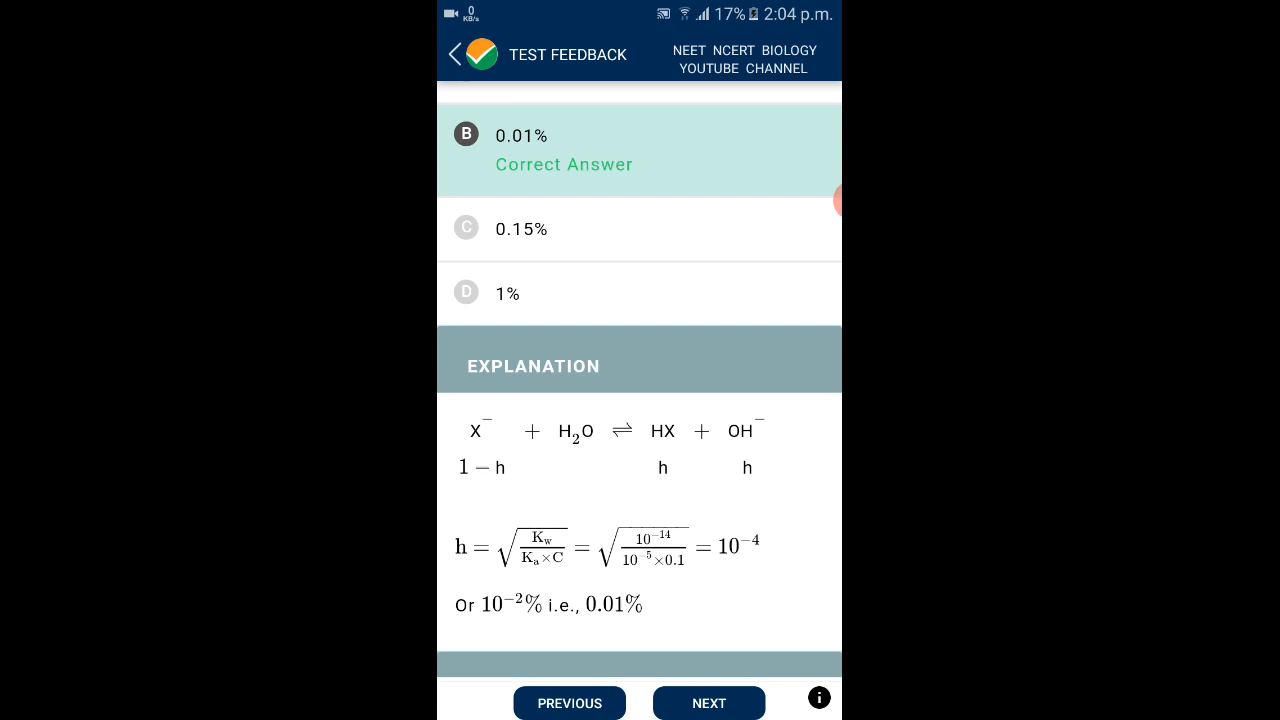 0 KB/s 17% 2:04 p.m.
TEST FEEDBACK
NEET NCERT BIOLOGY
YOUTUBE CHANNEL
B 0.01%
Correct Answer
C 0.15%
D 1%
EXPLANATION
X⁻ + H₂O ⇌ HX + OH⁻
1 − h h h
h = √(K_w / (K_a × C)) = √(10⁻¹⁴ / (10⁻⁵ × 0.1)) = 10⁻⁴
Or 10⁻²% i.e., 0.01%
PREVIOUS NEXT i